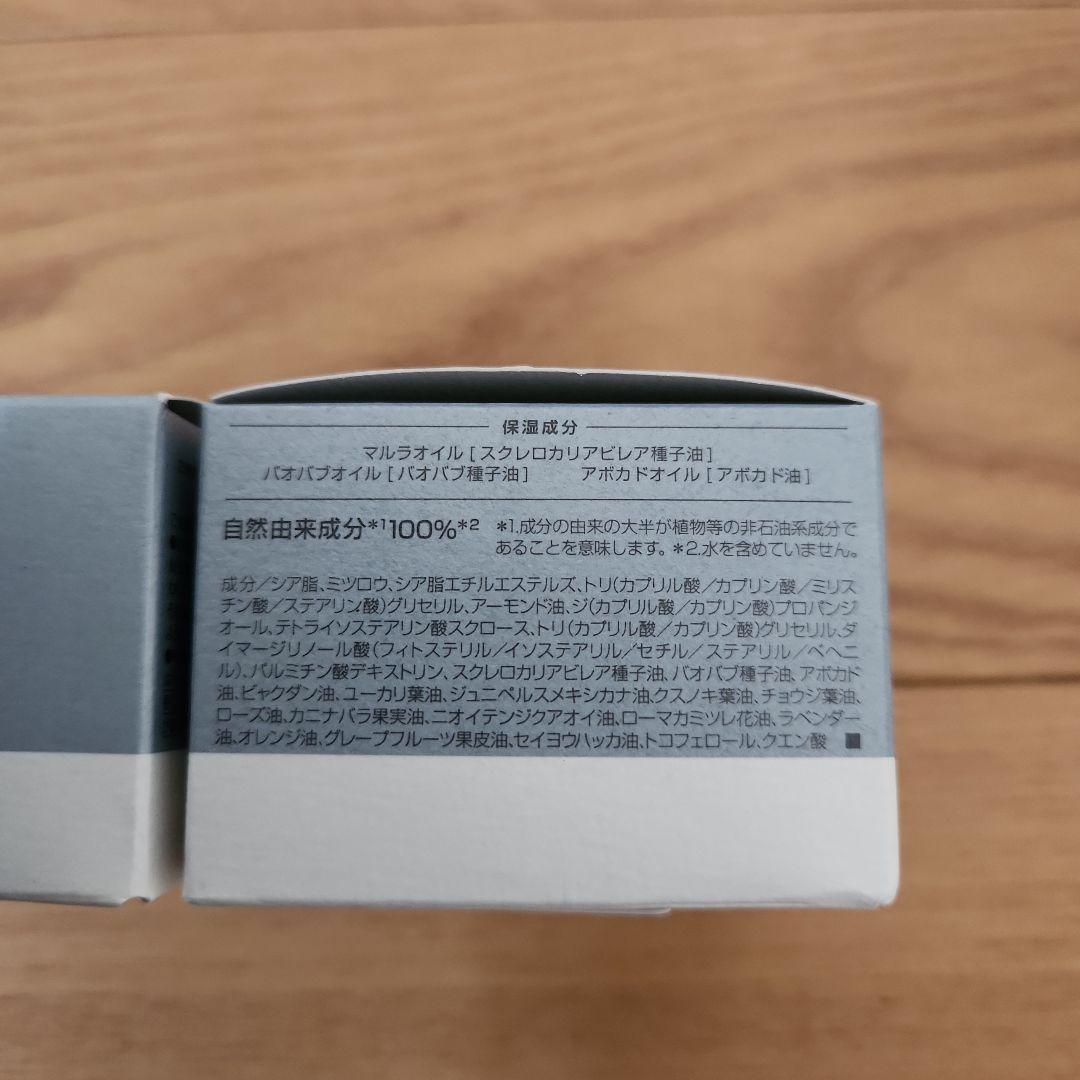 保湿成分
マルラオイル[スクレロカリアビレア種子油]
バオバブオイル[バオバブ種子油] アボカドオイル[アボカド油]
自然由来成分*1100%*2
*1.成分の由来の大半が植物等の非石油系成分で
あることを意味します。*2.水を含めていません。
成分/シア脂、ミツロウ、シア脂エチルエステルズ、トリ(カプリル酸/カプリン酸/ミリス
チン酸/ステアリン酸)グリセリル、アーモンド油、ジ(カプリル酸/カプリン酸)プロパンジ
オール、テトライソステアリン酸スクロース、トリ(カプリル酸/カプリン酸)グリセリル、ダ
イマージリノール酸(フィトステリル/イソステアリル/セチル/ステアリル/ベヘニ
ル)、パルミチン酸デキストリン、スクレロカリアビレア種子油、バオバブ種子油、アボカド
油、ビャクダン油、ユーカリ葉油、ジュニペルスメキシカナ油、クスノキ葉油、チョウジ葉油、
ローズ油、カニナバラ果実油、ニオイテンジクアオイ油、ローマカミツレ花油、ラベンダー
油、オレンジ油、グレープフルーツ果皮油、セイヨウハッカ油、トコフェロール、クエン酸 ■